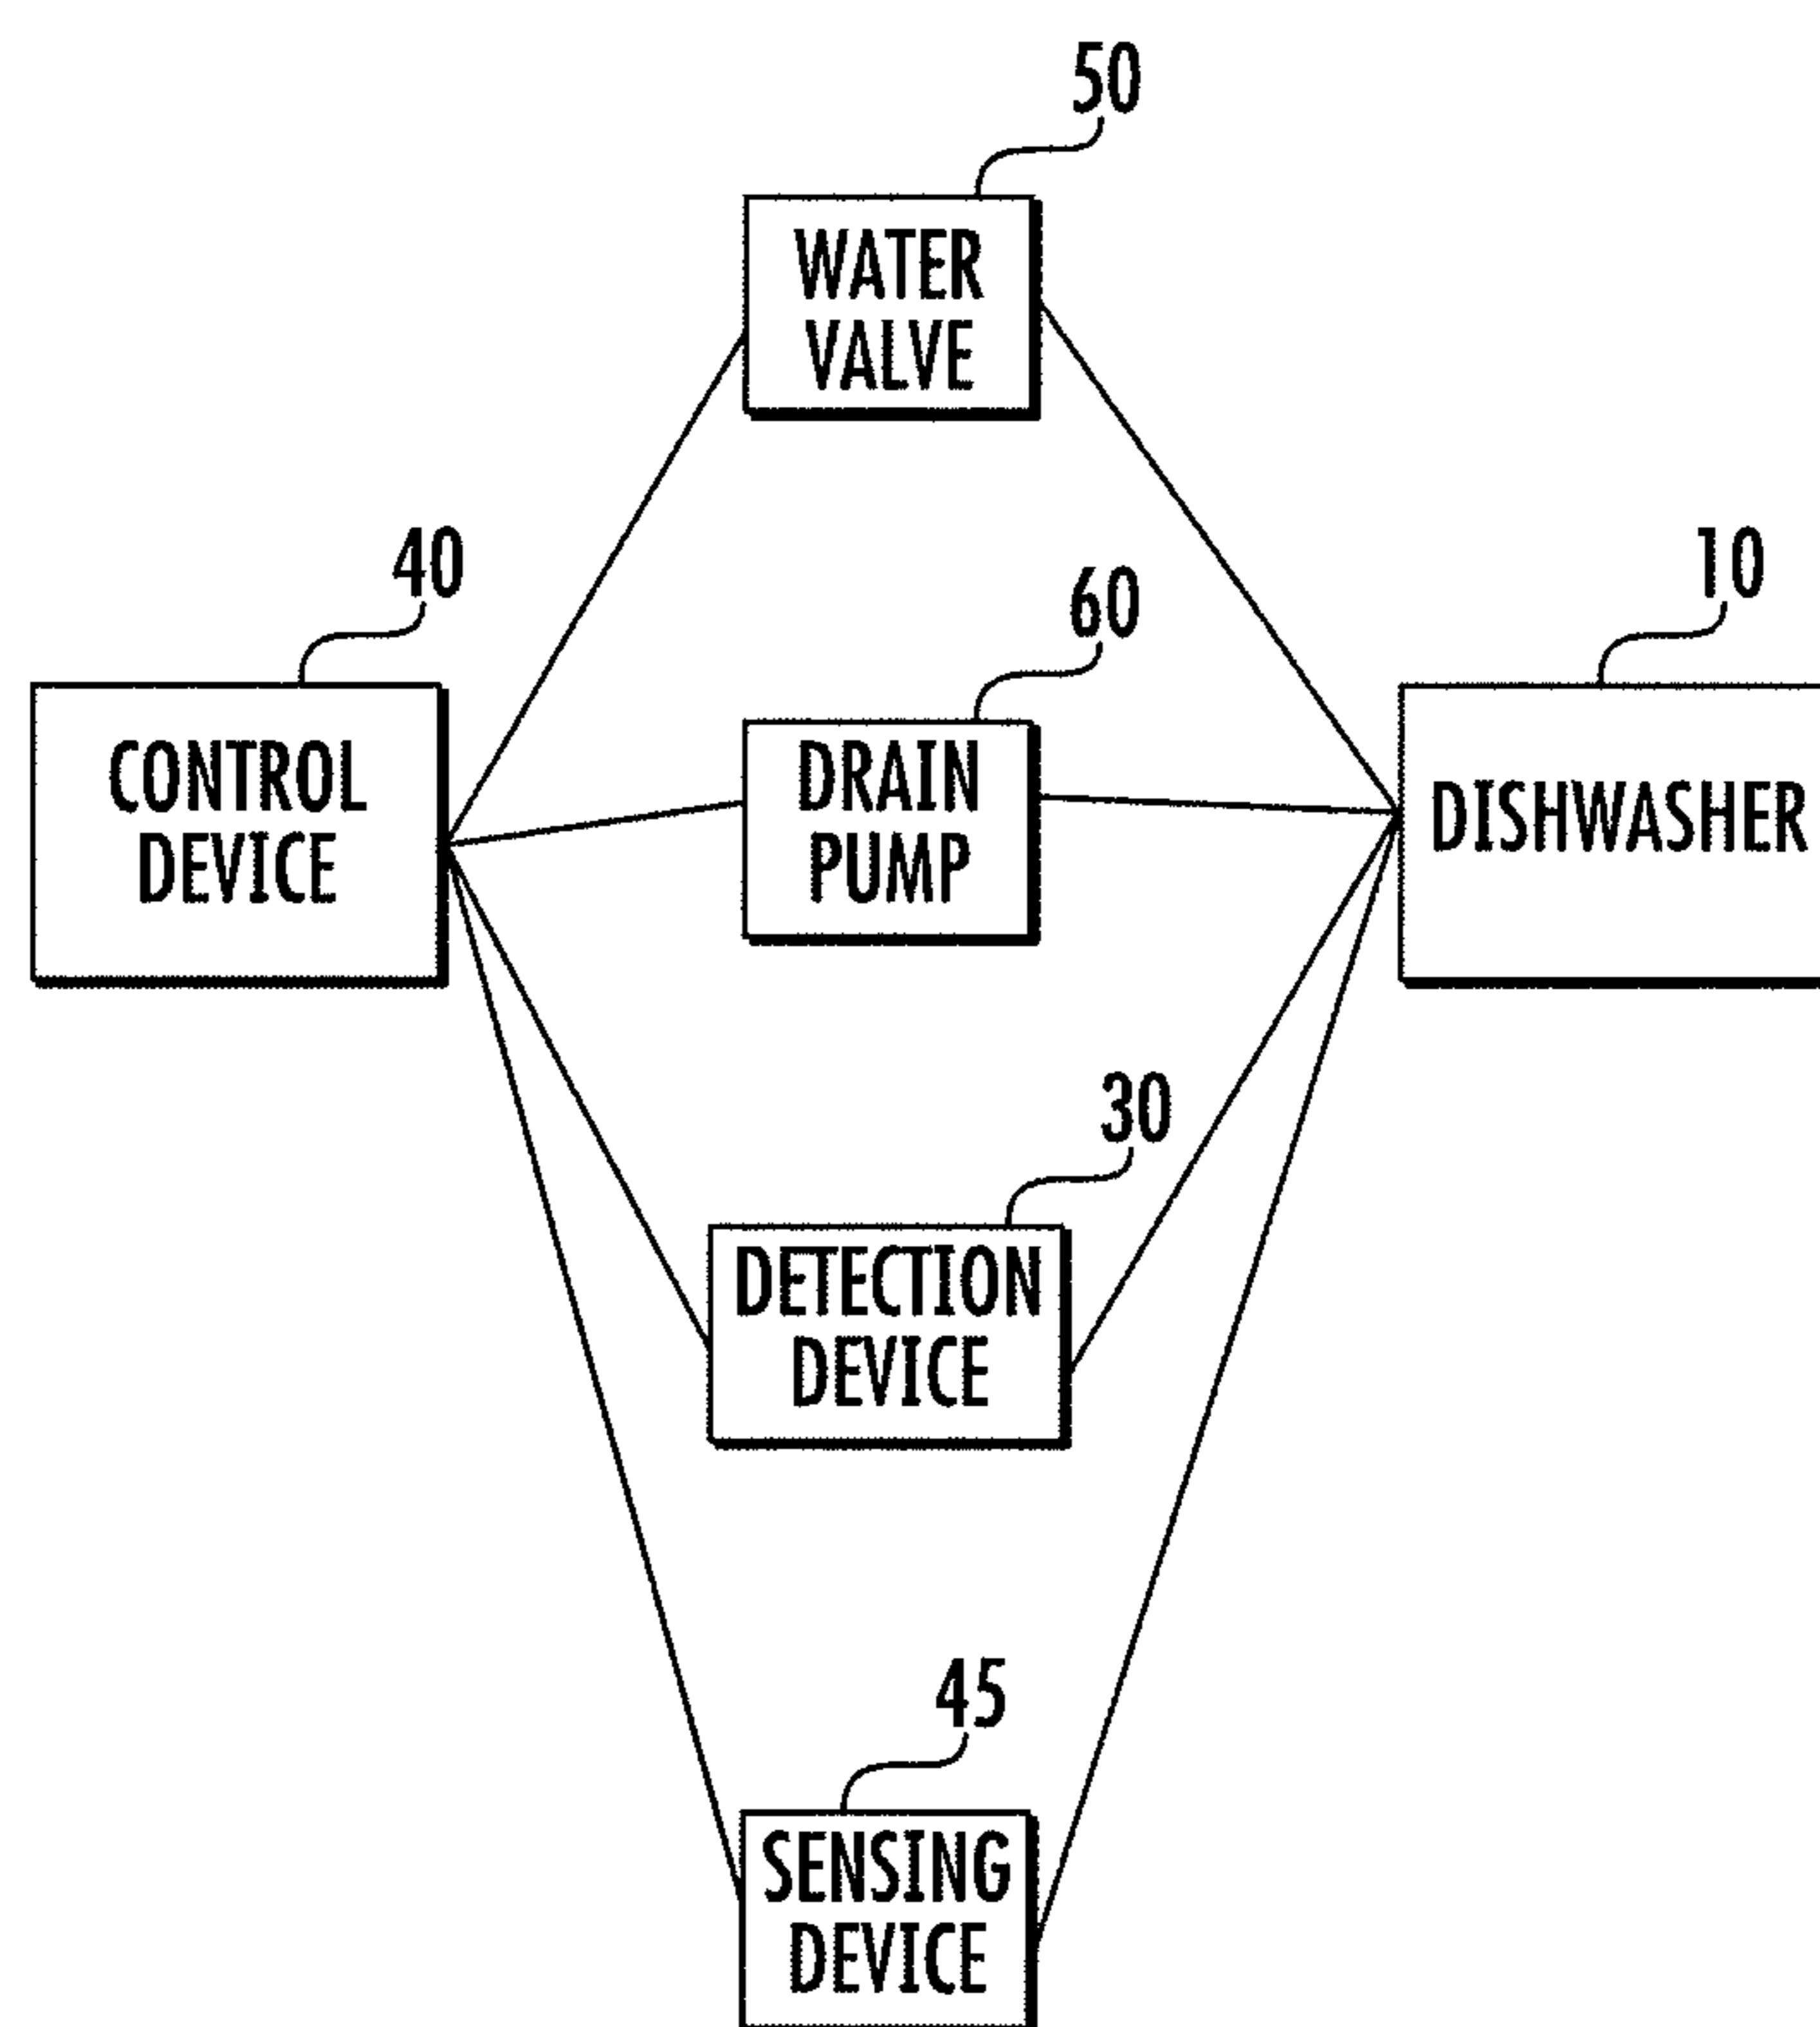 50
WATER
VALVE
40
60
10
CONTROL
DEVICE
DRAIN
PUMP
DISHWASHER
30
DETECTION
DEVICE
45
SENSING
DEVICE